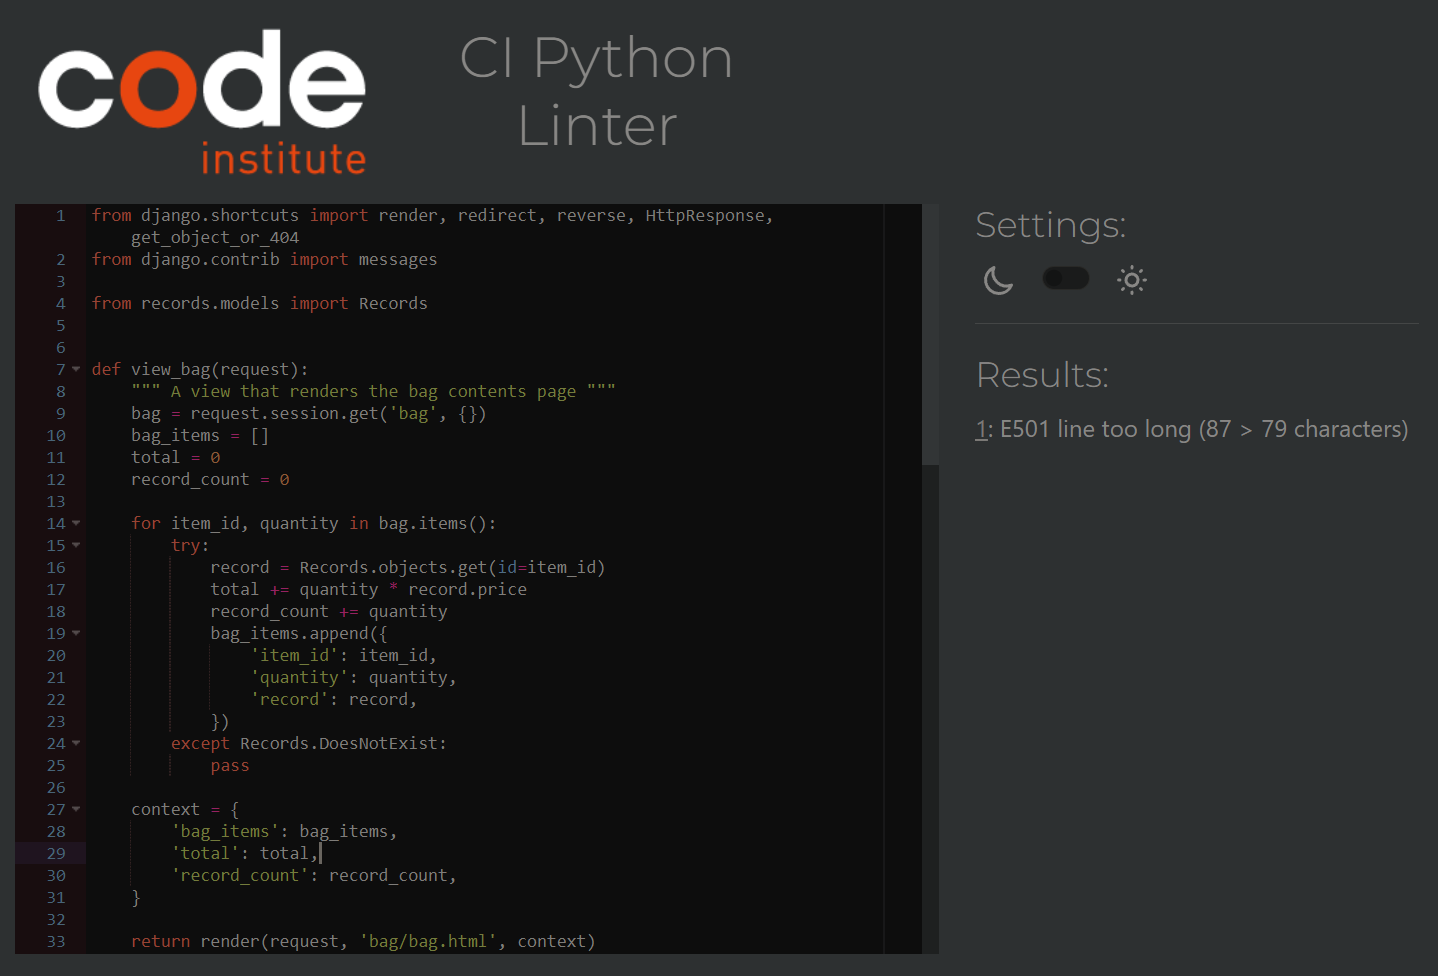 code
institute
CI Python
Linter
1 from django.shortcuts import render, redirect, reverse, HttpResponse,
get_object_or_404
2 from django.contrib import messages
3
4 from records.models import Records
5
6
7 def view_bag(request):
8 """ A view that renders the bag contents page """
9 bag = request.session.get('bag', {})
10 bag_items = []
11 total = 0
12 record_count = 0
13
14 for item_id, quantity in bag.items():
15 try:
16 record = Records.objects.get(id=item_id)
17 total += quantity * record.price
18 record_count += quantity
19 bag_items.append({
20 'item_id': item_id,
21 'quantity': quantity,
22 'record': record,
23 })
24 except Records.DoesNotExist:
25 pass
26
27 context = {
28 'bag_items': bag_items,
29 'total': total,
30 'record_count': record_count,
31 }
32
33 return render(request, 'bag/bag.html', context)
Settings:
Results:
1: E501 line too long (87 > 79 characters)